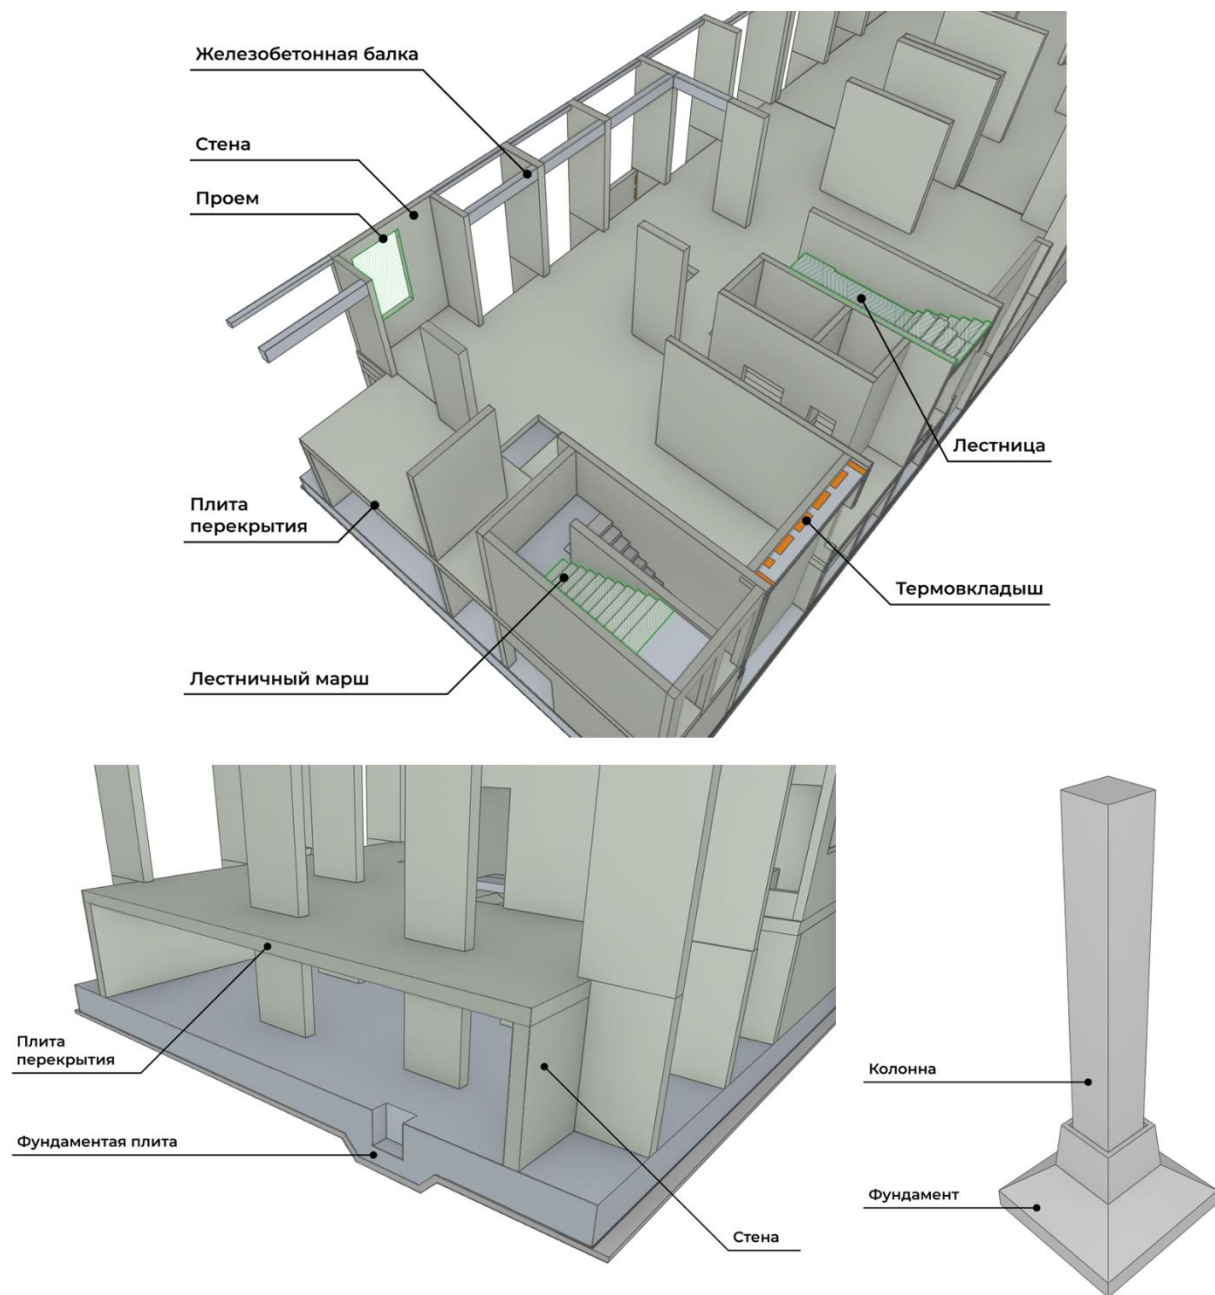 Железобетонная балка
Стена
Проем
Лестница
Плита
перекрытия
Термовкладыш
Лестничный марш
Плита
перекрытия
Фундаментая плита
Стена
Колонна
Фундамент